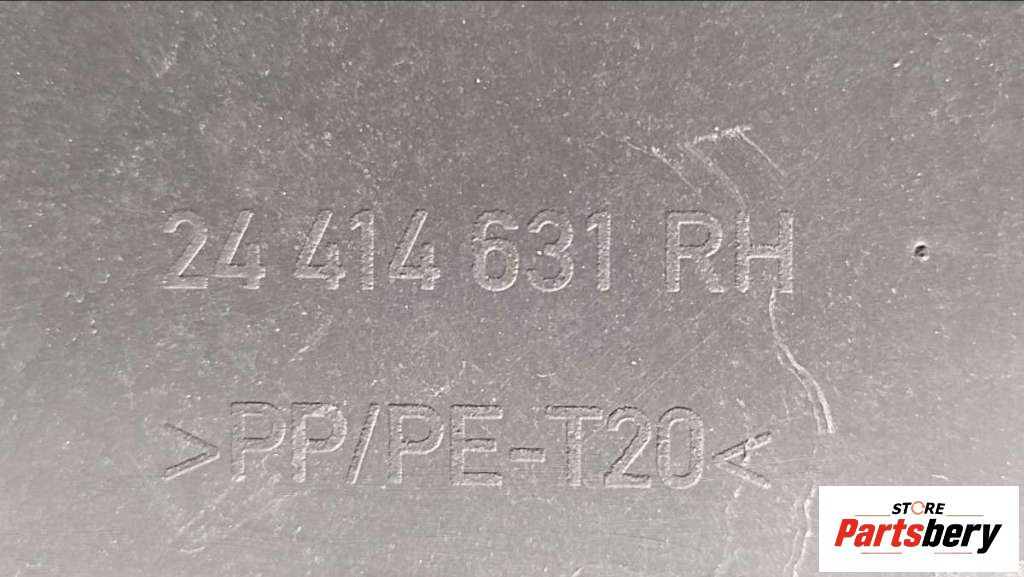 24 414 631 RH
>PP/PE-T20<
STORE
Partsbery